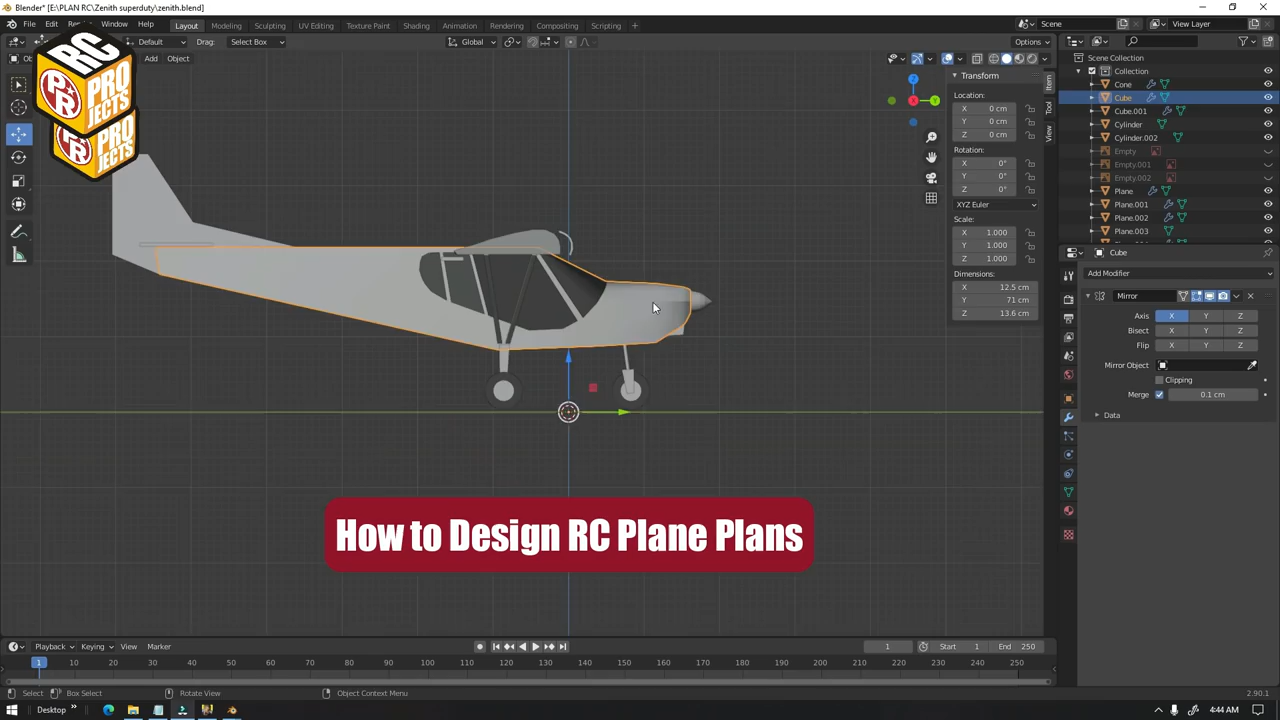 Blender* [E:\PLAN RC\Zenith superduty\zenith.blend]
File Edit Window Help Layout Modeling Sculpting UV Editing Texture Paint Shading Animation Rendering Compositing Scripting + Scene View Layer
Default Drag: Select Box Global Options
Add Object
RC
PROJECTS
PR
PROJECTS
Transform
Location:
X 0 cm
Y 0 cm
Z 0 cm
Rotation:
X 0°
Y 0°
Z 0°
XYZ Euler
Scale:
X 1.000
Y 1.000
Z 1.000
Dimensions:
X 12.5 cm
Y 71 cm
Z 13.6 cm
Item
Tool
View
Z
Y
X
Scene Collection
Collection
Cone
Cube
Cube.001
Cylinder
Cylinder.002
Empty
Empty.001
Empty.002
Plane
Plane.001
Plane.002
Plane.003
Cube
Add Modifier
Mirror
Axis X Y Z
Bisect X Y Z
Flip X Y Z
Mirror Object
Clipping
Merge 0.1 cm
Data
How to Design RC Plane Plans
Playback Keying View Marker 1 Start 1 End 250
1 10 20 30 40 50 60 70 80 90 100 110 120 130 140 150 160 170 180 190 200 210 220 230 240 250
Select Box Select Rotate View Object Context Menu 2.90.1
Desktop 4:44 AM